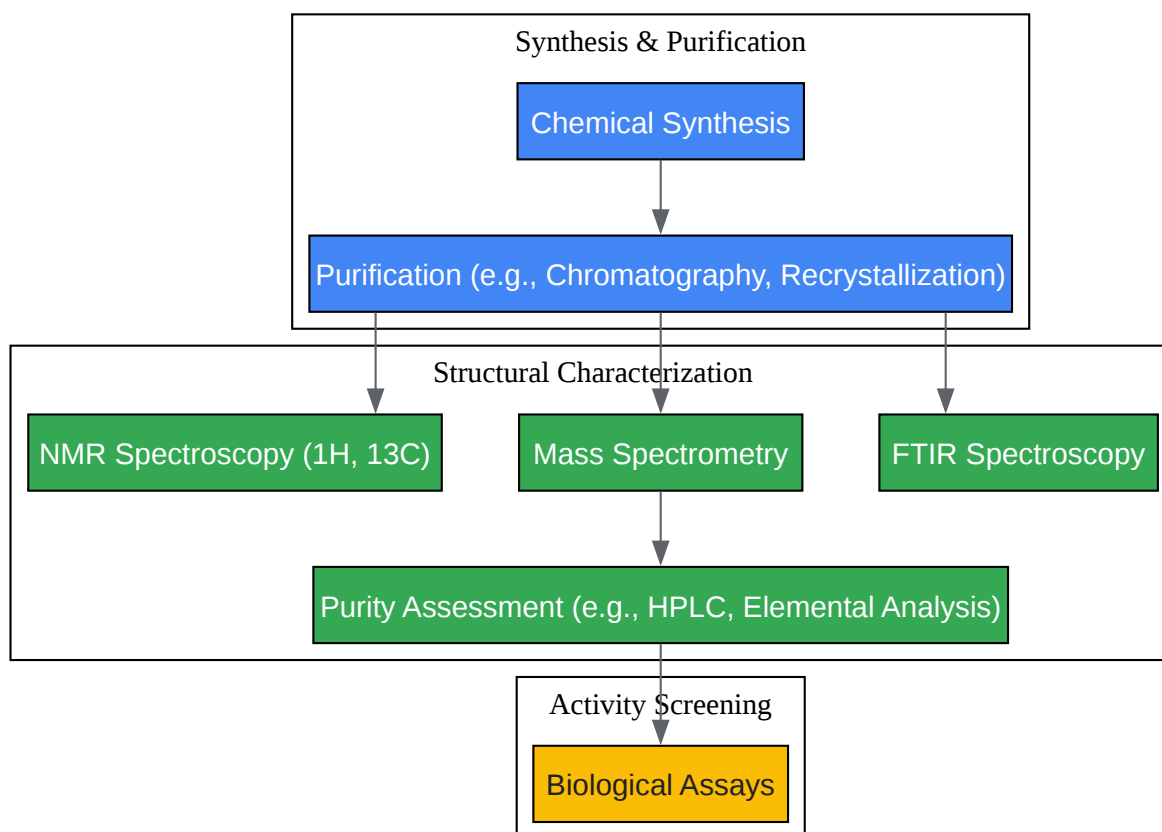 Synthesis & Purification
Chemical Synthesis
Purification (e.g., Chromatography, Recrystallization)
Structural Characterization
NMR Spectroscopy (1H, 13C)
Mass Spectrometry
FTIR Spectroscopy
Purity Assessment (e.g., HPLC, Elemental Analysis)
Activity Screening
Biological Assays